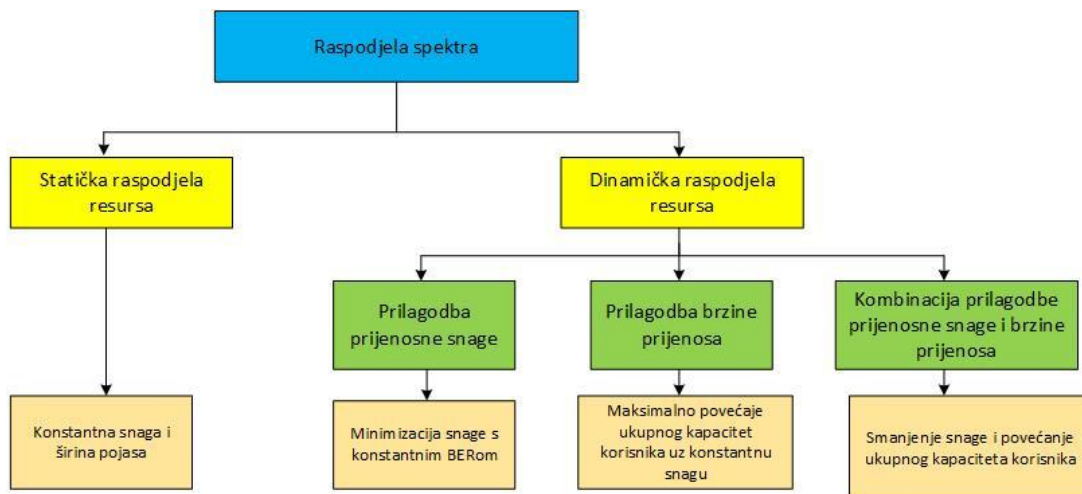 Raspodjela spektra
Statička raspodjela
resursa
Dinamička raspodjela
resursa
Prilagodba
prijenosne snage
Prilagodba brzine
prijenosa
Kombinacija prilagodbe
prijenosne snage i brzine
prijenosa
Konstantna snaga i
širina pojasa
Minimizacija snage s
konstantnim BERom
Maksimalno povećaje
ukupnog kapacitet
korisnika uz konstantnu
snagu
Smanjenje snage i povećanje
ukupnog kapaciteta korisnika